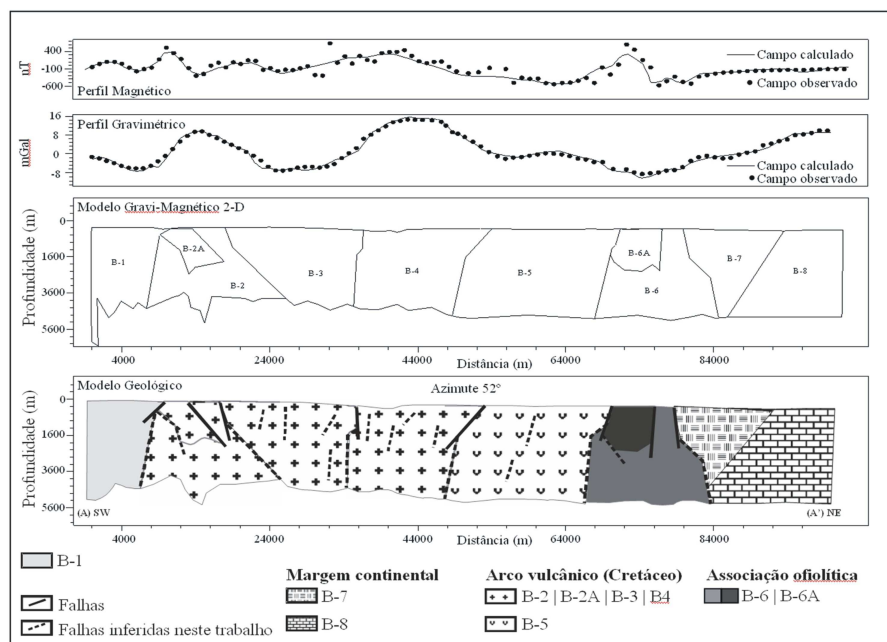 nT
400
-100
-600
Perfil Magnético
Campo calculado
Campo observado
mGal
16
8
0
-8
Perfil Gravimétrico
Campo calculado
Campo observado
Modelo Gravi-Magnético 2-D
Profundidade (m)
0
1600
3600
5600
B-1
B-2A
B-2
B-3
B-4
B-5
B-6A
B-6
B-7
B-8
4000 24000 44000 64000 84000
Distância (m)
Modelo Geológico
Azimute 52º
Profundidade (m)
0
1600
3600
5600
(A) SW
(A') NE
4000 24000 44000 64000 84000
Distância (m)
B-1
Falhas
Falhas inferidas neste trabalho
Margem continental
B-7
B-8
Arco vulcânico (Cretáceo)
B-2 | B-2A | B-3 | B4
B-5
Associação ofiolítica
B-6 | B-6A